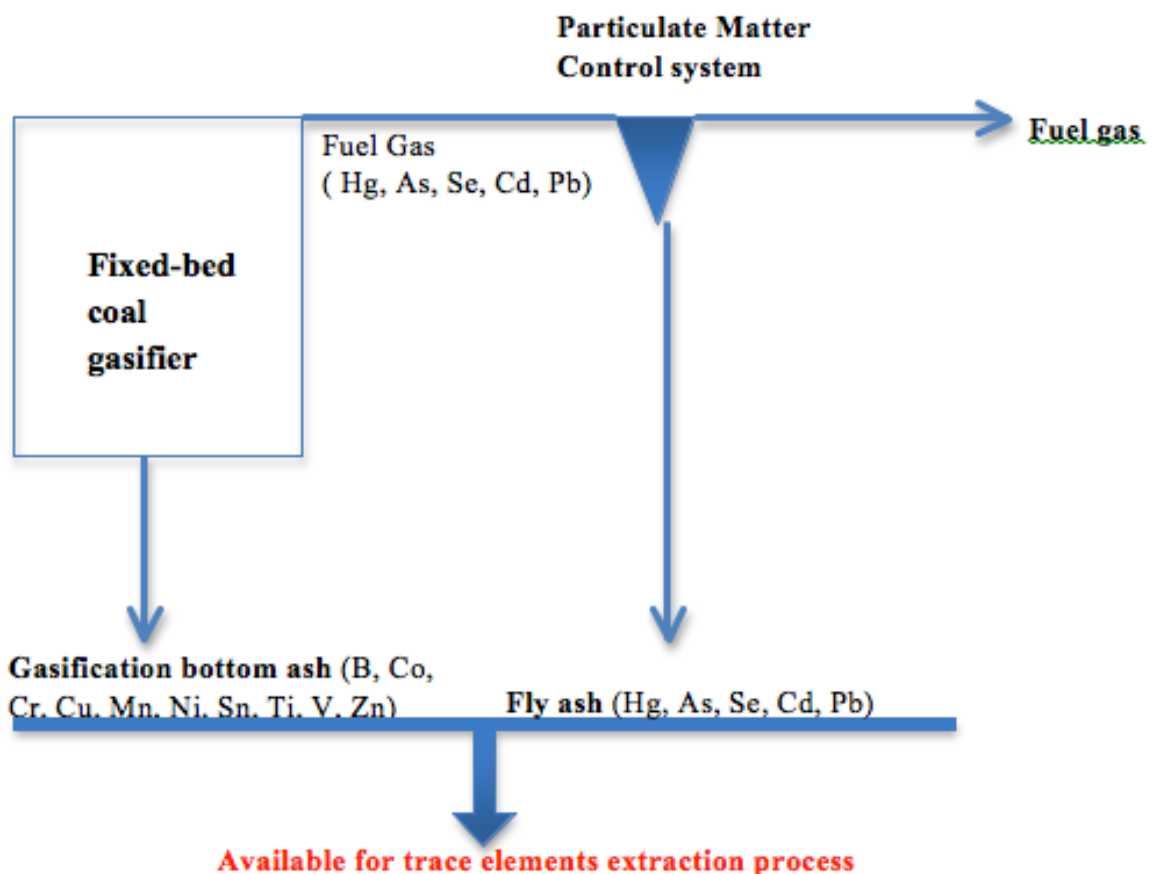 Particulate Matter
Control system
Fuel gas
Fuel Gas
( Hg, As, Se, Cd, Pb)
Fixed-bed
coal
gasifier
Gasification bottom ash (B, Co,
Cr, Cu, Mn, Ni, Sn, Ti, V, Zn)
Fly ash (Hg, As, Se, Cd, Pb)
Available for trace elements extraction process